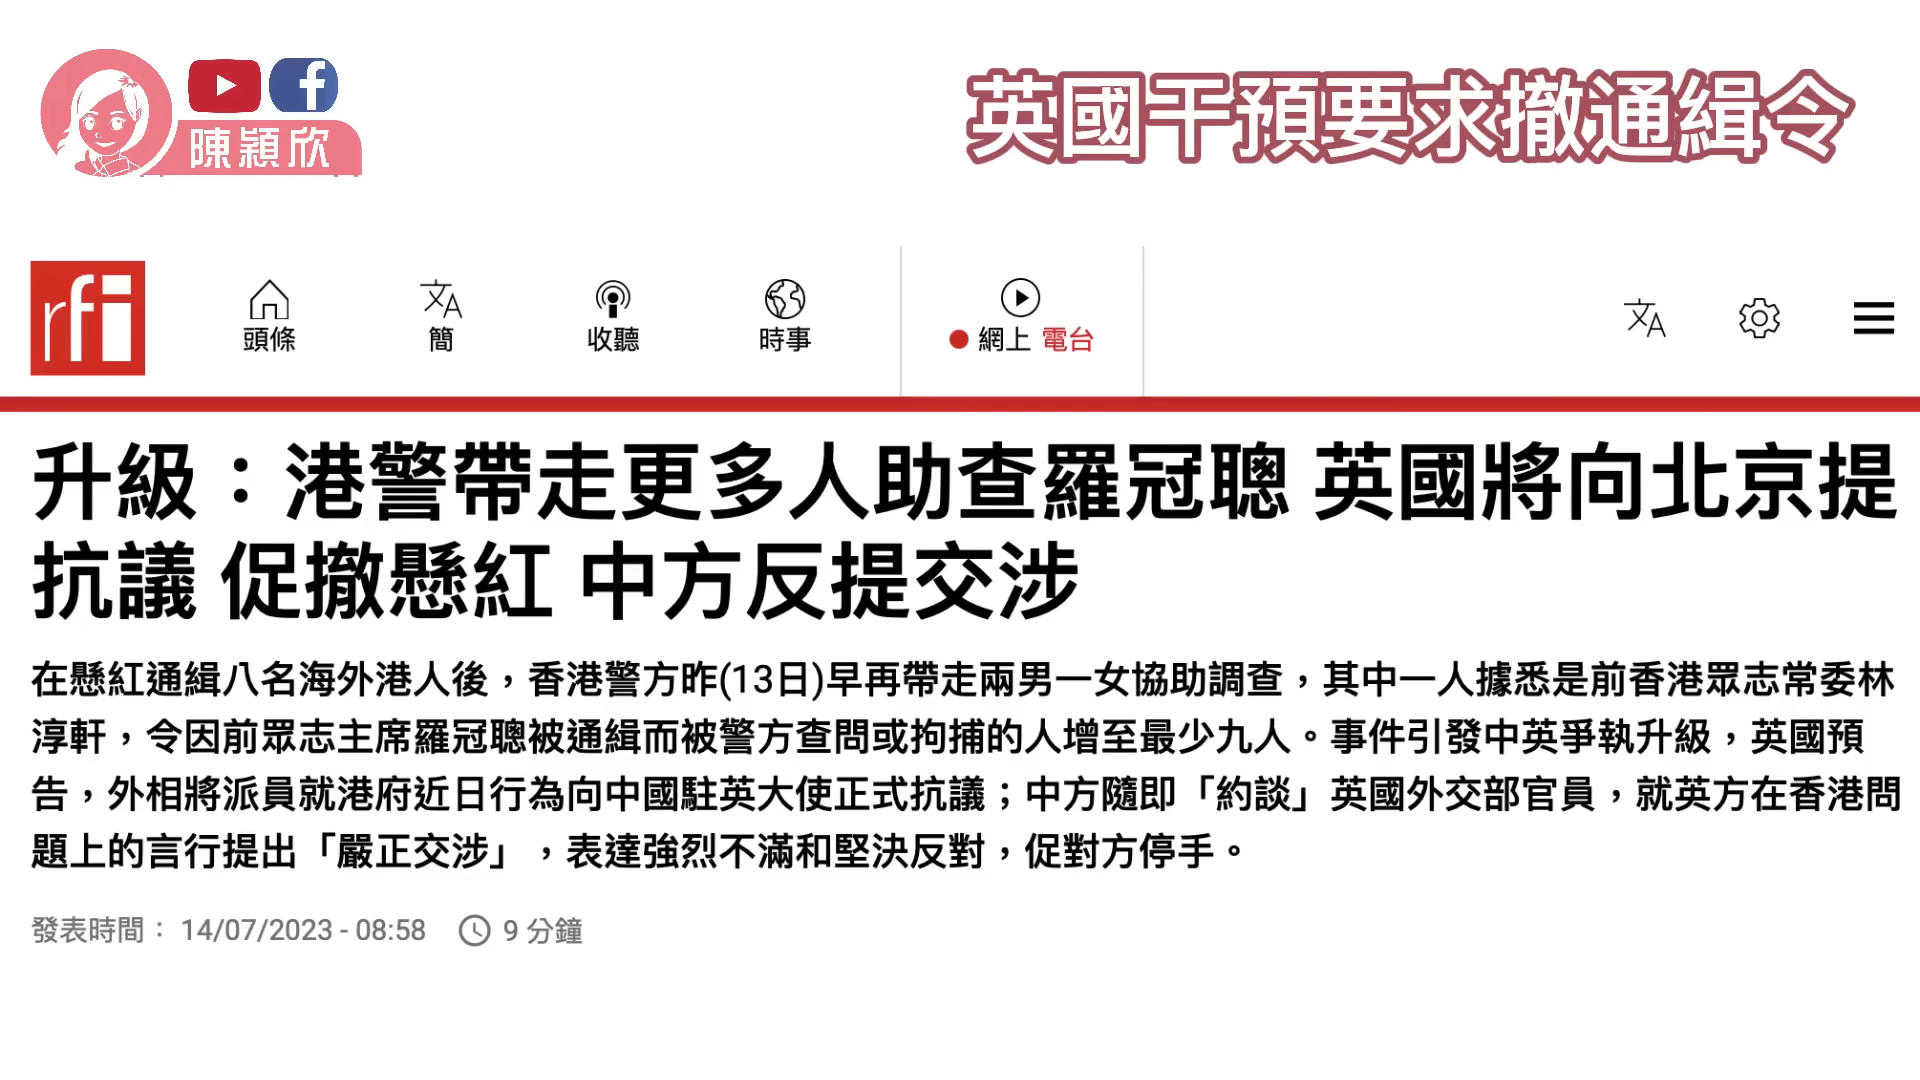 陳穎欣
英國干預要求撤通緝令
rfi
頭條
簡
收聽
時事
網上 電台
升級：港警帶走更多人助查羅冠聰 英國將向北京提
抗議 促撤懸紅 中方反提交涉
在懸紅通緝八名海外港人後，香港警方昨(13日)早再帶走兩男一女協助調查，其中一人據悉是前香港眾志常委林
淳軒，令因前眾志主席羅冠聰被通緝而被警方查問或拘捕的人增至最少九人。事件引發中英爭執升級，英國預
告，外相將派員就港府近日行為向中國駐英大使正式抗議；中方隨即「約談」英國外交部官員，就英方在香港問
題上的言行提出「嚴正交涉」，表達強烈不滿和堅決反對，促對方停手。
發表時間： 14/07/2023 - 08:58 9 分鐘